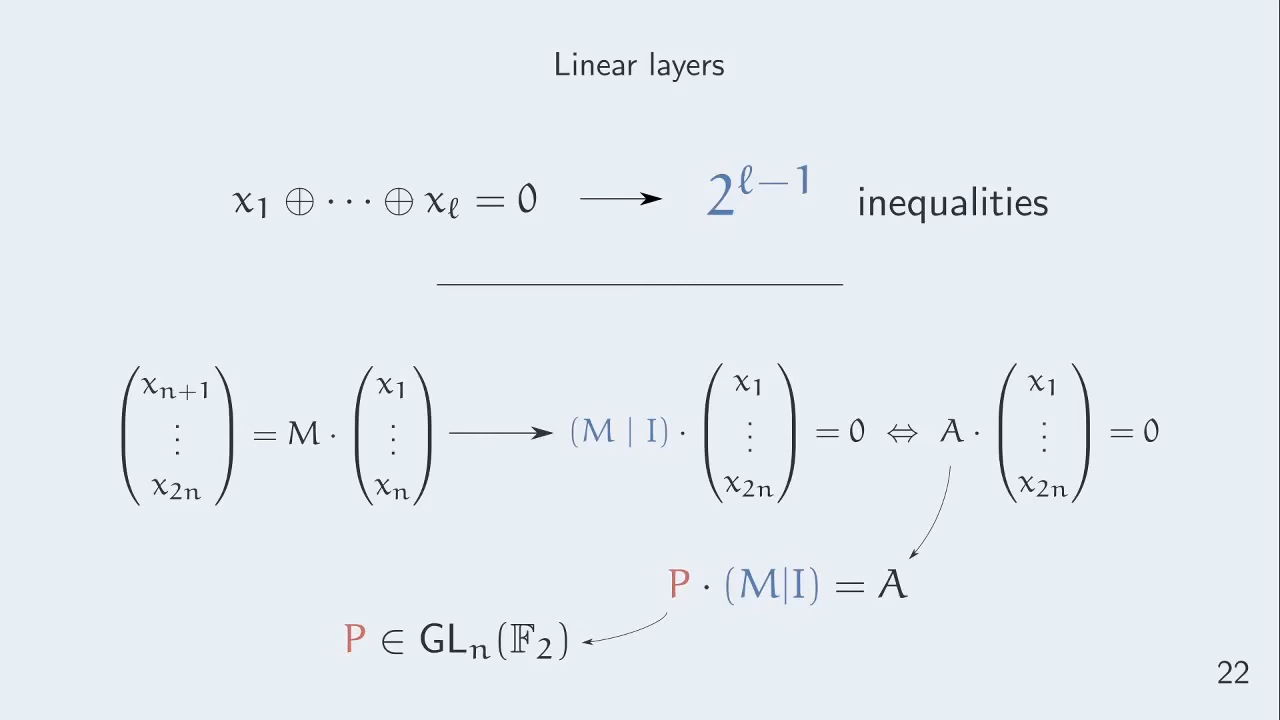 Linear layers
x₁ ⊕ ··· ⊕ x_ℓ = 0 → 2^{ℓ−1} inequalities
(x_{n+1} ⋮ x_{2n}) = M · (x₁ ⋮ x_n) → (M | I) · (x₁ ⋮ x_{2n}) = 0 ⇔ A · (x₁ ⋮ x_{2n}) = 0
P · (M|I) = A
P ∈ GL_n(𝔽₂)
22